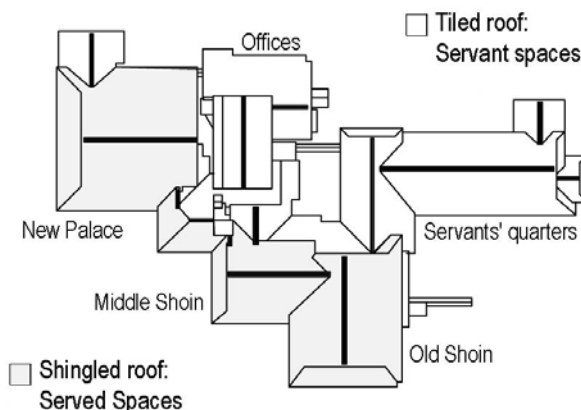 Offices
Tiled roof:
Servant spaces
New Palace
Servants' quarters
Middle Shoin
Old Shoin
Shingled roof:
Served Spaces